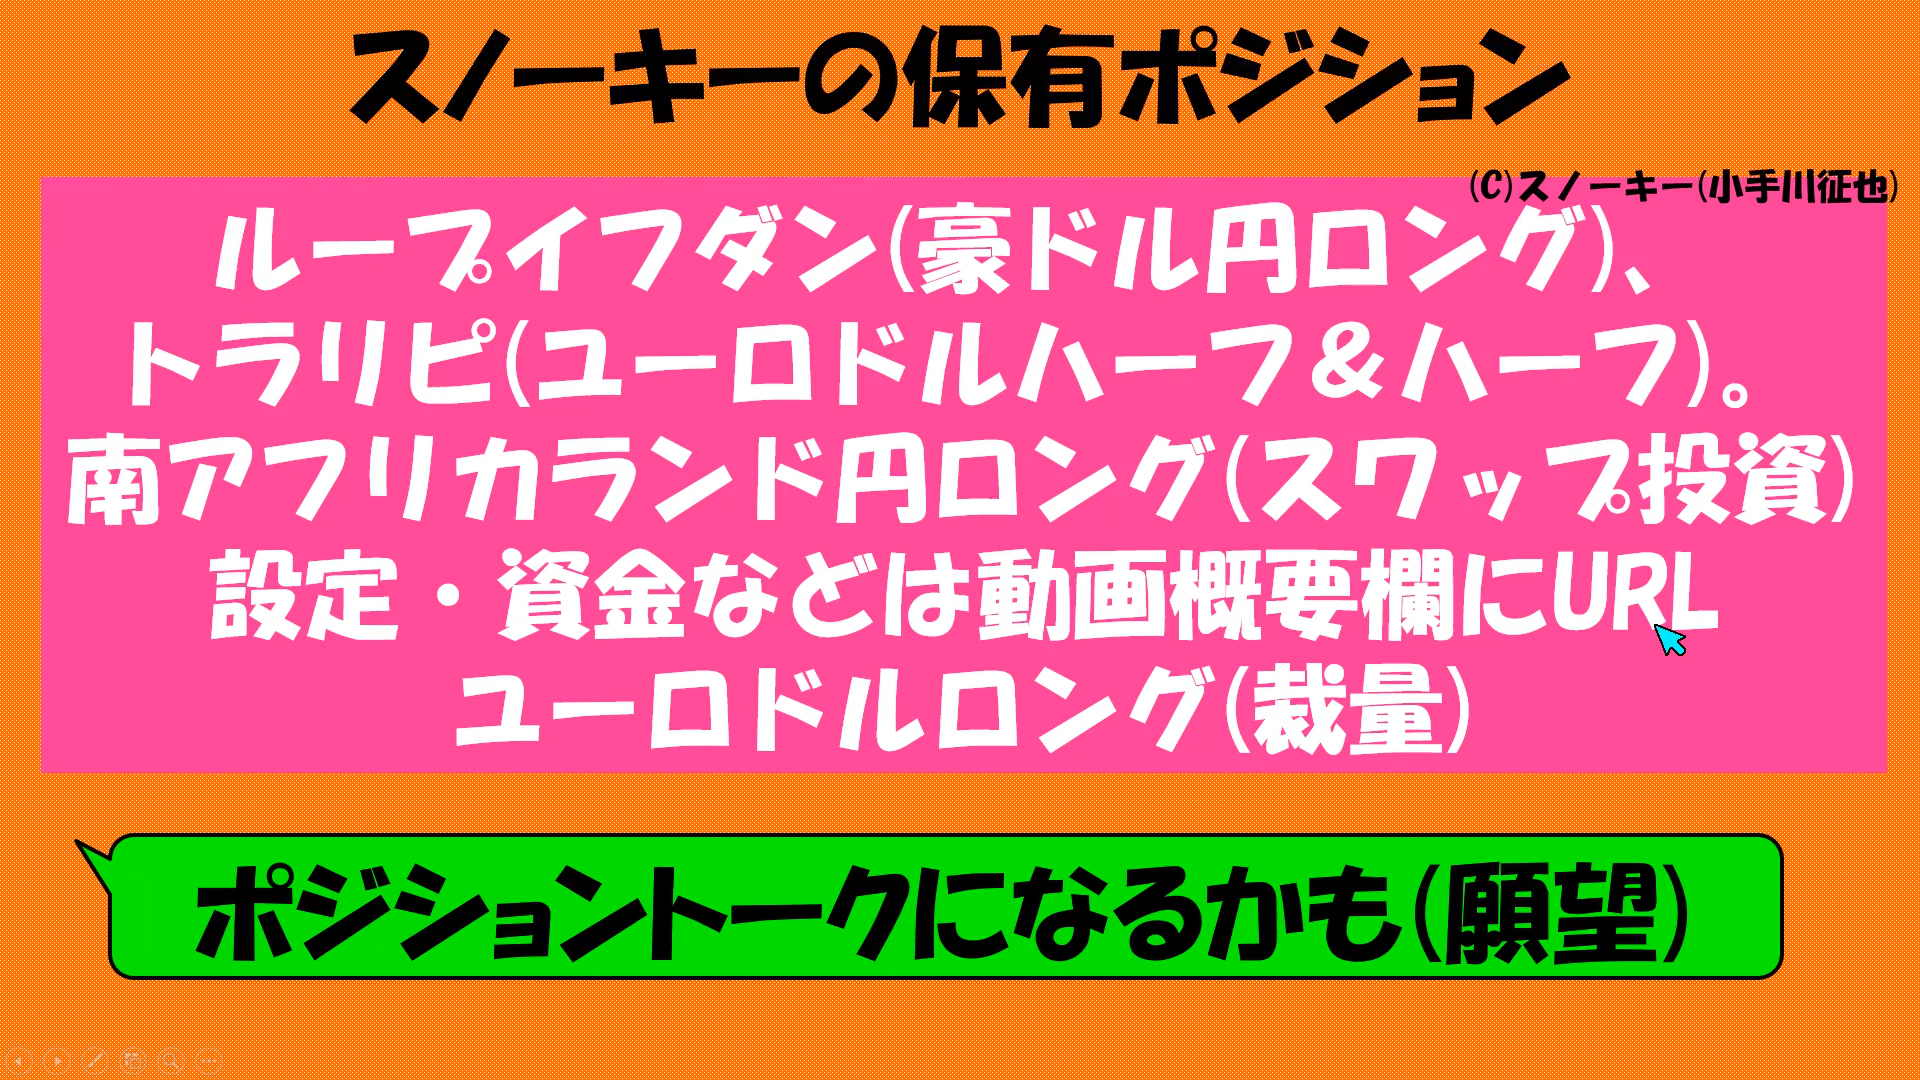 スノーキーの保有ポジション
(C)スノーキー(小手川征也)
ループイフダン(豪ドル円ロング)、
トラリピ(ユーロドルハーフ＆ハーフ)。
南アフリカランド円ロング(スワップ投資)
設定・資金などは動画概要欄にURL
ユーロドルロング(裁量)
ポジショントークになるかも(願望)